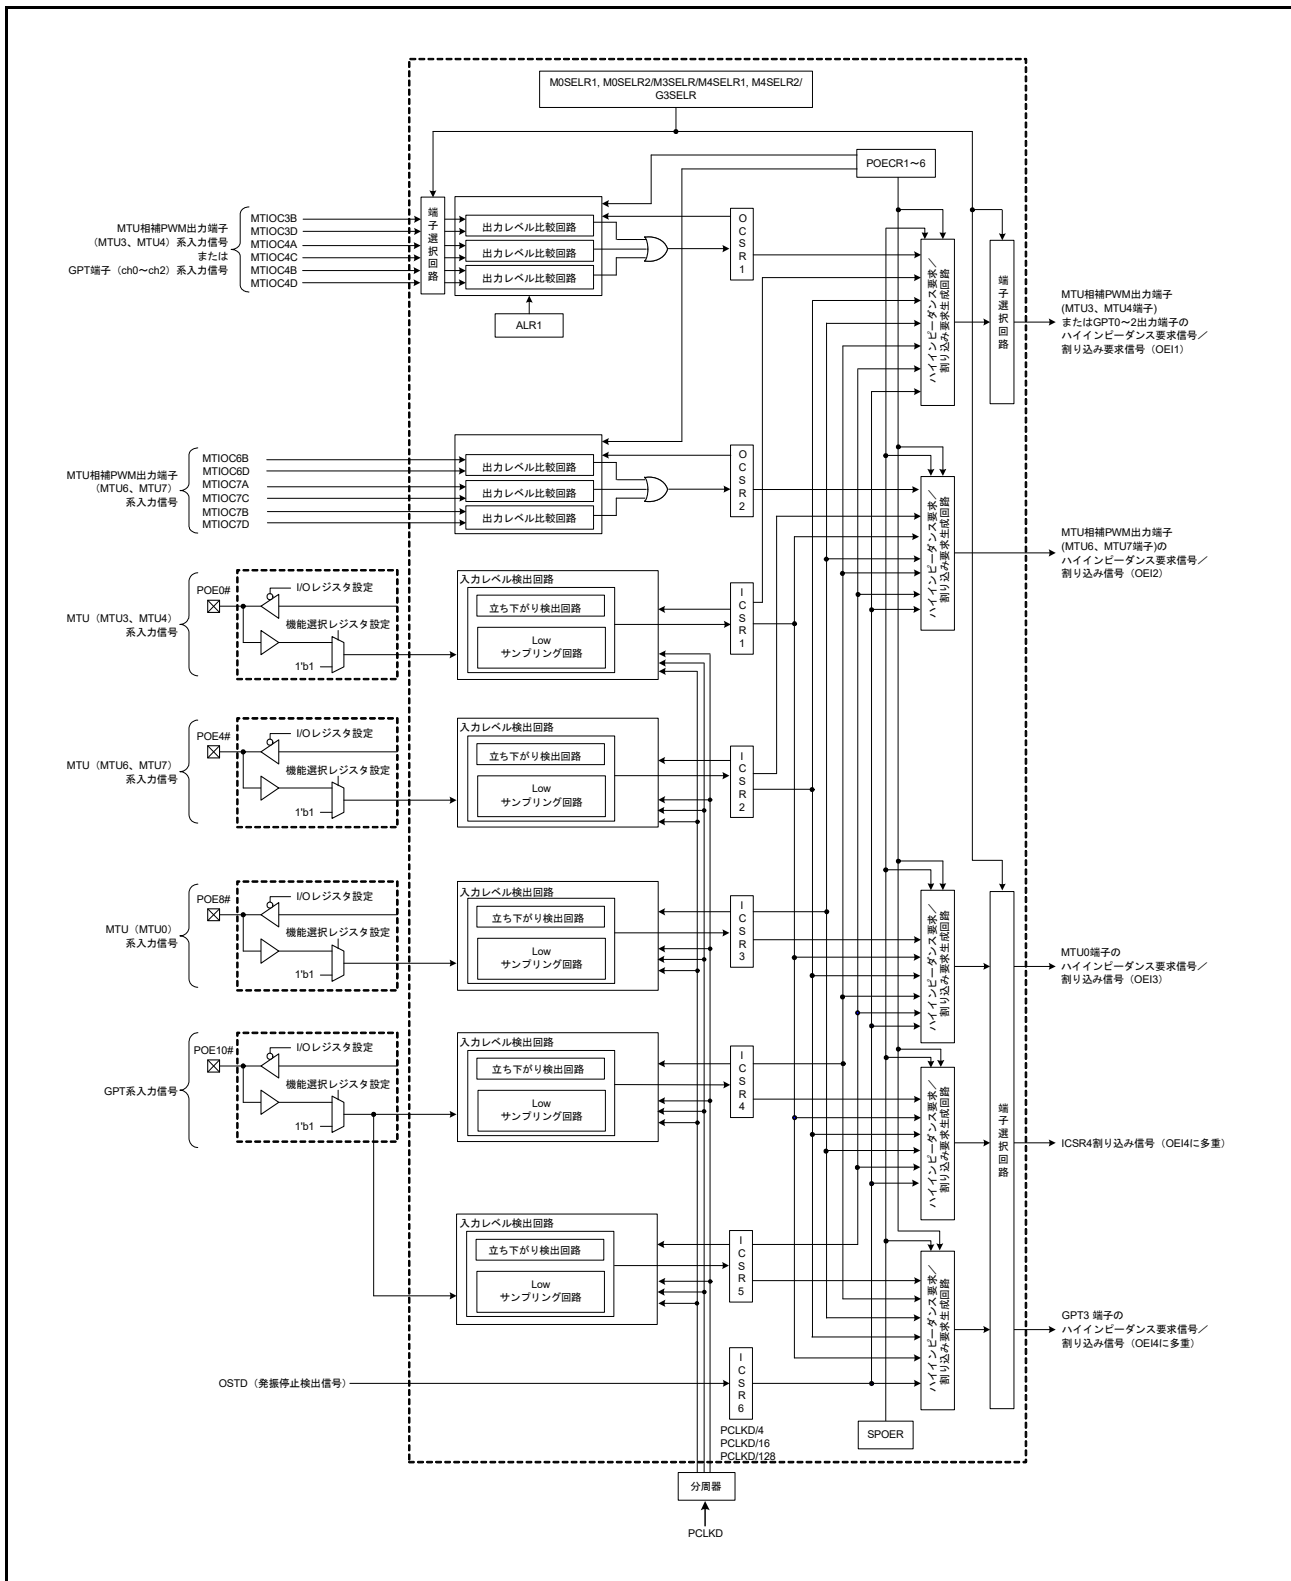 M0SELR1, M0SELR2/M3SELR/M4SELR1, M4SELR2/
G3SELR
POECR1～6
MTU相補PWM出力端子
（MTU3、MTU4）系入力信号
または
GPT端子（ch0～ch2）系入力信号
MTIOC3B
MTIOC3D
MTIOC4A
MTIOC4C
MTIOC4B
MTIOC4D
端子選択回路
出力レベル比較回路
出力レベル比較回路
出力レベル比較回路
ALR1
OCSR1
ハイインピーダンス要求／
割り込み要求生成回路
端子選択回路
MTU相補PWM出力端子
(MTU3、MTU4端子)
またはGPT0～2出力端子の
ハイインピーダンス要求信号／
割り込み要求信号（OEI1）
MTU相補PWM出力端子
（MTU6、MTU7）
系入力信号
MTIOC6B
MTIOC6D
MTIOC7A
MTIOC7C
MTIOC7B
MTIOC7D
出力レベル比較回路
出力レベル比較回路
出力レベル比較回路
OCSR2
ハイインピーダンス要求／
割り込み要求生成回路
MTU相補PWM出力端子
(MTU6、MTU7端子)の
ハイインピーダンス要求信号／
割り込み信号（OEI2）
MTU（MTU3、MTU4）
系入力信号
POE0#
I/Oレジスタ設定
機能選択レジスタ設定
1'b1
入力レベル検出回路
立ち下がり検出回路
Low
サンプリング回路
ICSR1
MTU（MTU6、MTU7）
系入力信号
POE4#
I/Oレジスタ設定
機能選択レジスタ設定
1'b1
入力レベル検出回路
立ち下がり検出回路
Low
サンプリング回路
ICSR2
MTU（MTU0）
系入力信号
POE8#
I/Oレジスタ設定
機能選択レジスタ設定
1'b1
入力レベル検出回路
立ち下がり検出回路
Low
サンプリング回路
ICSR3
ハイインピーダンス要求／
割り込み要求生成回路
端子選択回路
MTU0端子の
ハイインピーダンス要求信号／
割り込み信号（OEI3）
GPT系入力信号
POE10#
I/Oレジスタ設定
機能選択レジスタ設定
1'b1
入力レベル検出回路
立ち下がり検出回路
Low
サンプリング回路
ICSR4
ハイインピーダンス要求／
割り込み要求生成回路
ICSR4割り込み信号（OEI4に多重）
入力レベル検出回路
立ち下がり検出回路
Low
サンプリング回路
ICSR5
ハイインピーダンス要求／
割り込み要求生成回路
GPT3 端子の
ハイインピーダンス要求信号／
割り込み信号（OEI4に多重）
OSTD（発振停止検出信号）
ICSR6
PCLKD/4
PCLKD/16
PCLKD/128
SPOER
分周器
PCLKD